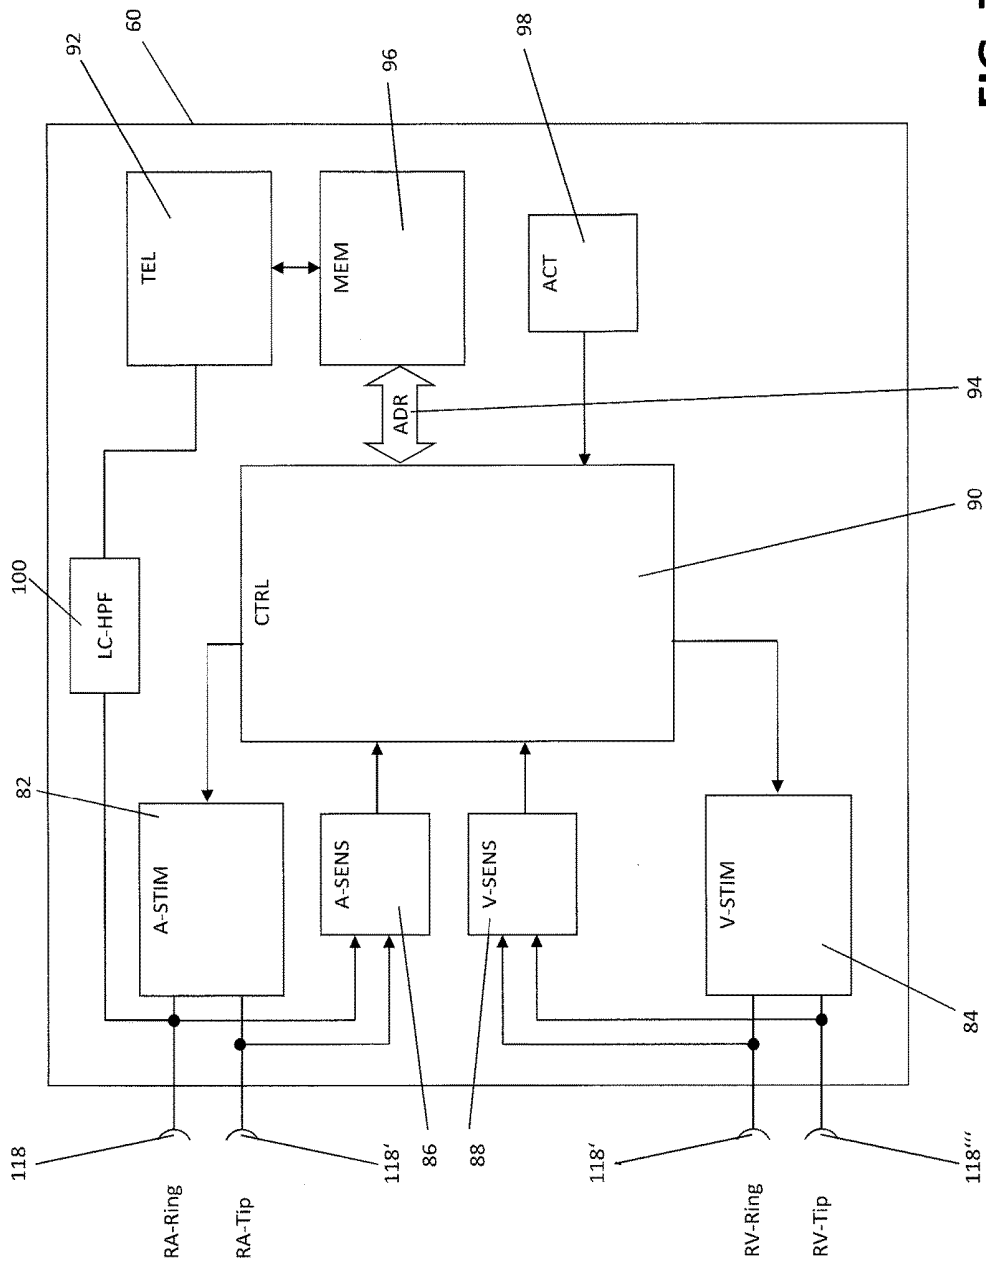 118
82
100
92
60
LC-HPF
RA-Ring
A-STIM
TEL
RA-Tip
CTRL
A-SENS
MEM
118'
ADR
96
86
88
V-SENS
98
ACT
118'
RV-Ring
V-STIM
RV-Tip
118'''
84
90
94
FIG.